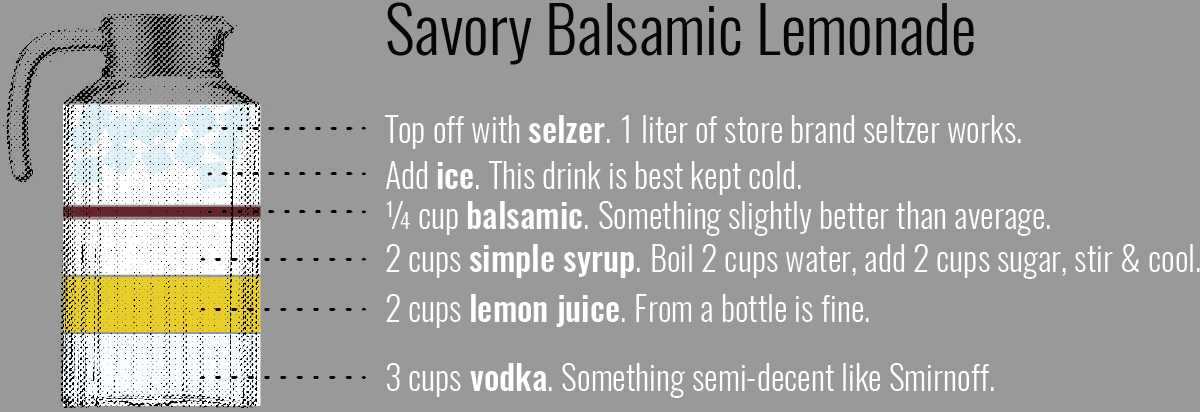 Savory Balsamic Lemonade
Top off with selzer. 1 liter of store brand seltzer works.
Add ice. This drink is best kept cold.
¼ cup balsamic. Something slightly better than average.
2 cups simple syrup. Boil 2 cups water, add 2 cups sugar, stir & cool.
2 cups lemon juice. From a bottle is fine.
3 cups vodka. Something semi-decent like Smirnoff.